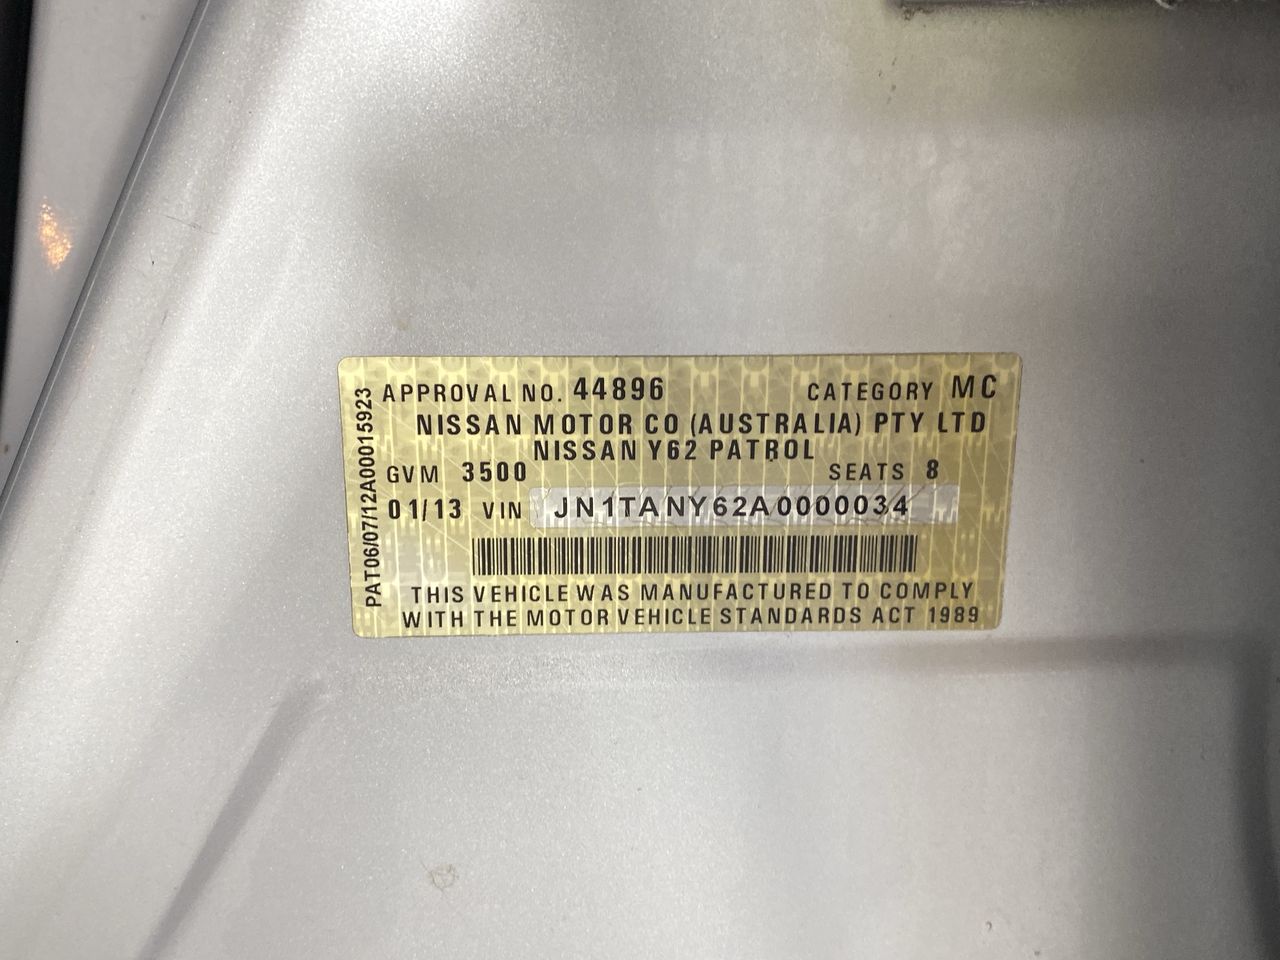 PAT06/07/12A00015923
APPROVAL NO. 44896 CATEGORY MC
NISSAN MOTOR CO (AUSTRALIA) PTY LTD
NISSAN Y62 PATROL
GVM 3500 SEATS 8
01/13 VIN JN1TANY62A0000034
THIS VEHICLE WAS MANUFACTURED TO COMPLY
WITH THE MOTOR VEHICLE STANDARDS ACT 1989